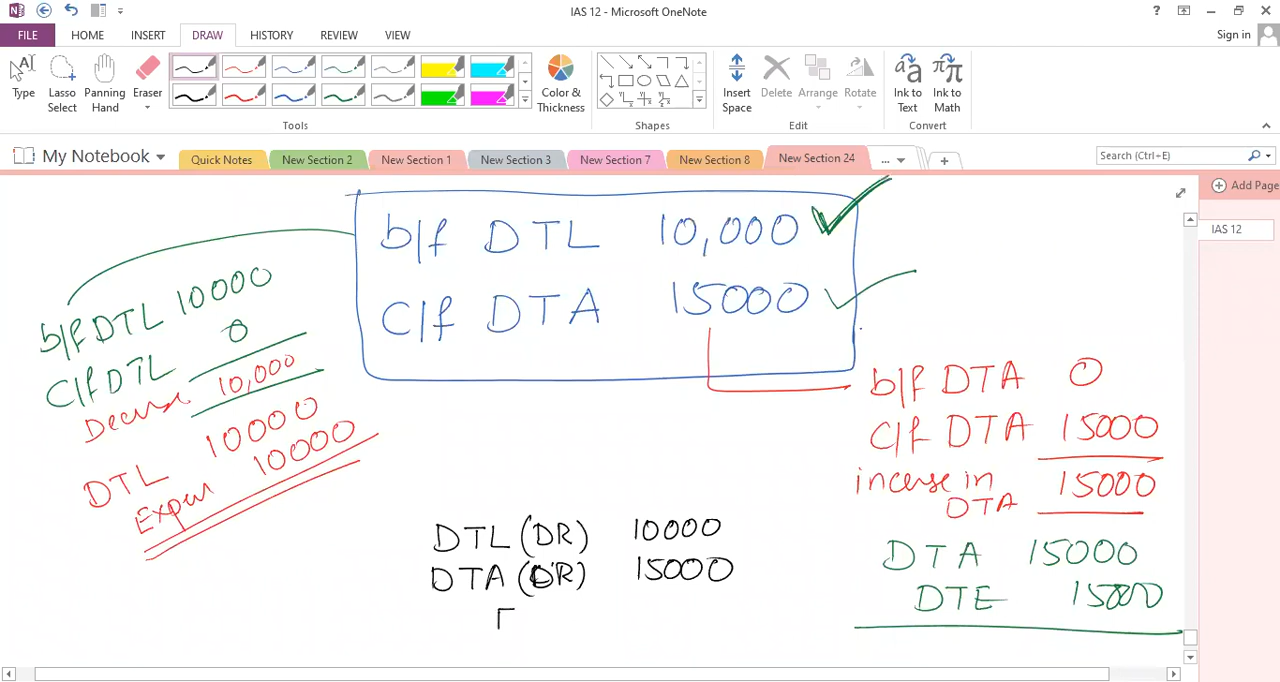 IAS 12 - Microsoft OneNote
FILE HOME INSERT DRAW HISTORY REVIEW VIEW
Sign in
Type
Lasso Select
Panning Hand
Eraser
Color & Thickness
Insert Space
Delete
Arrange
Rotate
Ink to Text
Ink to Math
Tools
Shapes
Edit
Convert
My Notebook
Quick Notes
New Section 2
New Section 1
New Section 3
New Section 7
New Section 8
New Section 24
...
Search (Ctrl+E)
Add Page
IAS 12
b/f DTL 10,000
C/f DTA 15000
b/f DTL 10000
C/f DTL 0
Decrease 10,000
DTL 10000
Expen 10000
b/f DTA 0
C/f DTA 15000
incease in DTA 15000
DTA 15000
DTE 15000
DTL (DR) 10000
DTA (DR) 15000